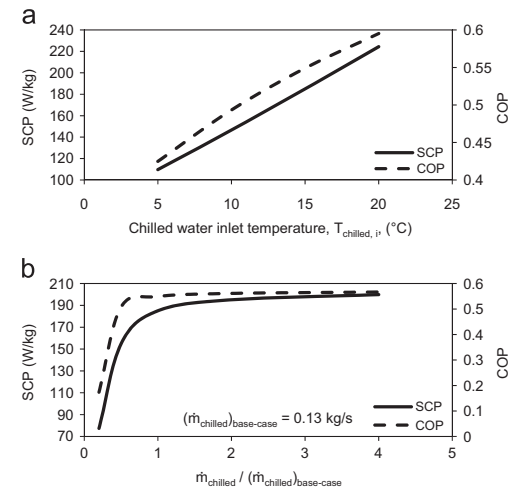 a
240
220
200
180
160
140
120
100
SCP (W/kg)
0.6
0.55
0.5
0.45
0.4
COP
SCP
COP
0 5 10 15 20 25
Chilled water inlet temperature, Tchilled, i, (°C)
b
210
190
170
150
130
110
90
70
SCP (W/kg)
0.6
0.5
0.4
0.3
0.2
0.1
0
COP
(ṁchilled)base-case = 0.13 kg/s
SCP
COP
0 1 2 3 4 5
ṁchilled / (ṁchilled)base-case